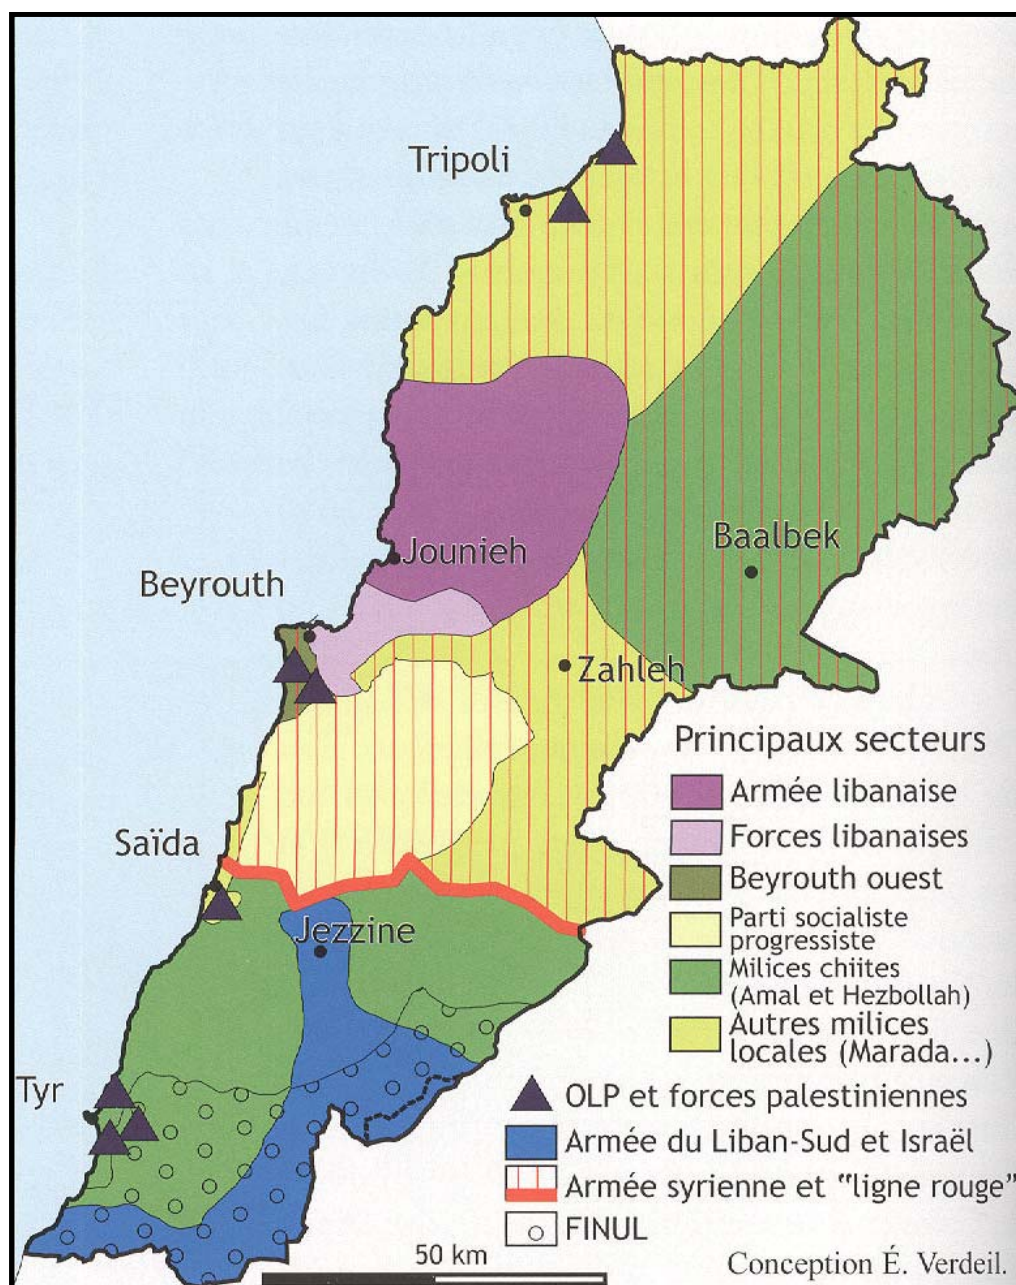 Tripoli
Jounieh
Baalbek
Beyrouth
Zahleh
Principaux secteurs
Armée libanaise
Forces libanaises
Beyrouth ouest
Parti socialiste
progressiste
Milices chiites
(Amal et Hezbollah)
Autres milices
locales (Marada...)
Saïda
Jezzine
Tyr
OLP et forces palestiniennes
Armée du Liban-Sud et Israël
Armée syrienne et "ligne rouge"
FINUL
50 km
Conception É. Verdeil.